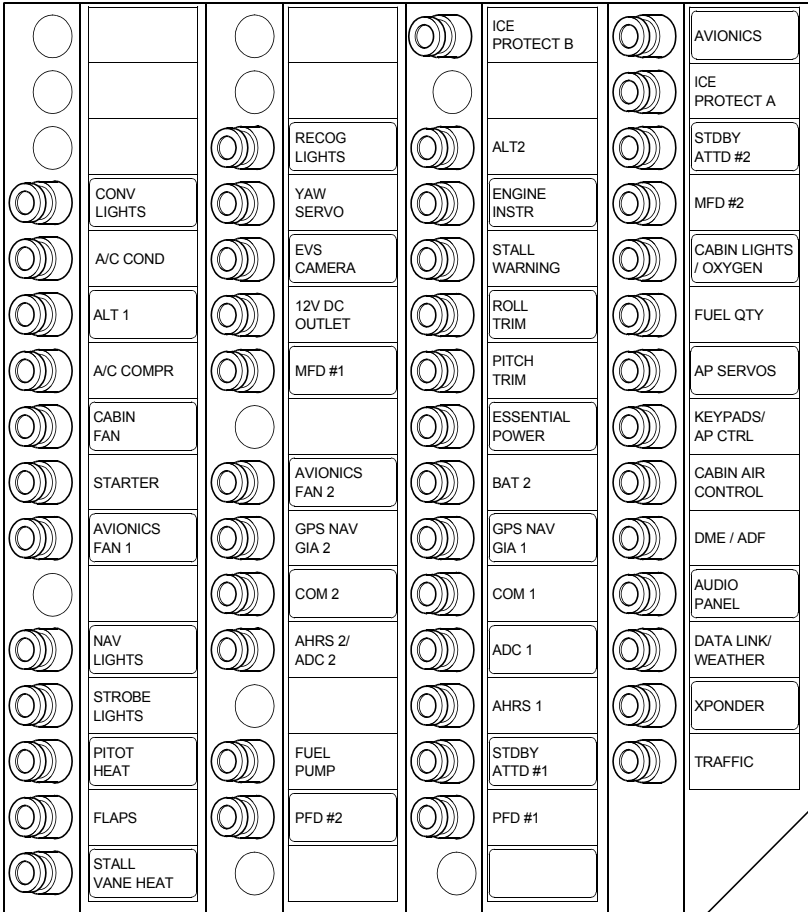 CONV
LIGHTS
A/C COND
ALT 1
A/C COMPR
CABIN
FAN
STARTER
AVIONICS
FAN 1
NAV
LIGHTS
STROBE
LIGHTS
PITOT
HEAT
FLAPS
STALL
VANE HEAT
RECOG
LIGHTS
YAW
SERVO
EVS
CAMERA
12V DC
OUTLET
MFD #1
AVIONICS
FAN 2
GPS NAV
GIA 2
COM 2
AHRS 2/
ADC 2
FUEL
PUMP
PFD #2
ICE
PROTECT B
ALT2
ENGINE
INSTR
STALL
WARNING
ROLL
TRIM
PITCH
TRIM
ESSENTIAL
POWER
BAT 2
GPS NAV
GIA 1
COM 1
ADC 1
AHRS 1
STDBY
ATTD #1
PFD #1
AVIONICS
ICE
PROTECT A
STDBY
ATTD #2
MFD #2
CABIN LIGHTS
/ OXYGEN
FUEL QTY
AP SERVOS
KEYPADS/
AP CTRL
CABIN AIR
CONTROL
DME / ADF
AUDIO
PANEL
DATA LINK/
WEATHER
XPONDER
TRAFFIC